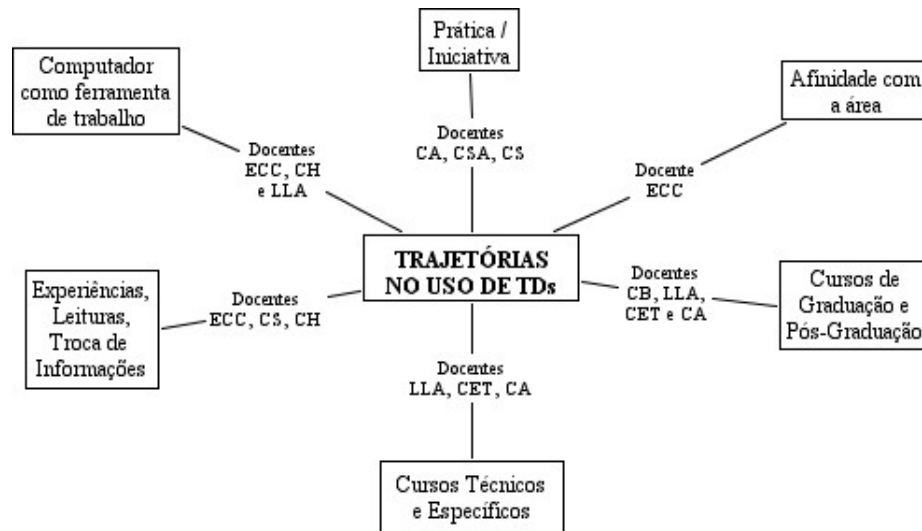 Prática /
Iniciativa
Computador
como ferramenta
de trabalho
Afinidade com
a área
Docentes
CA, CSA, CS
Docentes
ECC, CH
e LLA
Docente
ECC
TRAJETÓRIAS
NO USO DE TDs
Experiências,
Leituras,
Troca de
Informações
Docentes
ECC, CS, CH
Docentes
CB, LLA,
CET e CA
Cursos de
Graduação e
Pós-Graduação
Docentes
LLA, CET, CA
Cursos Técnicos
e Específicos